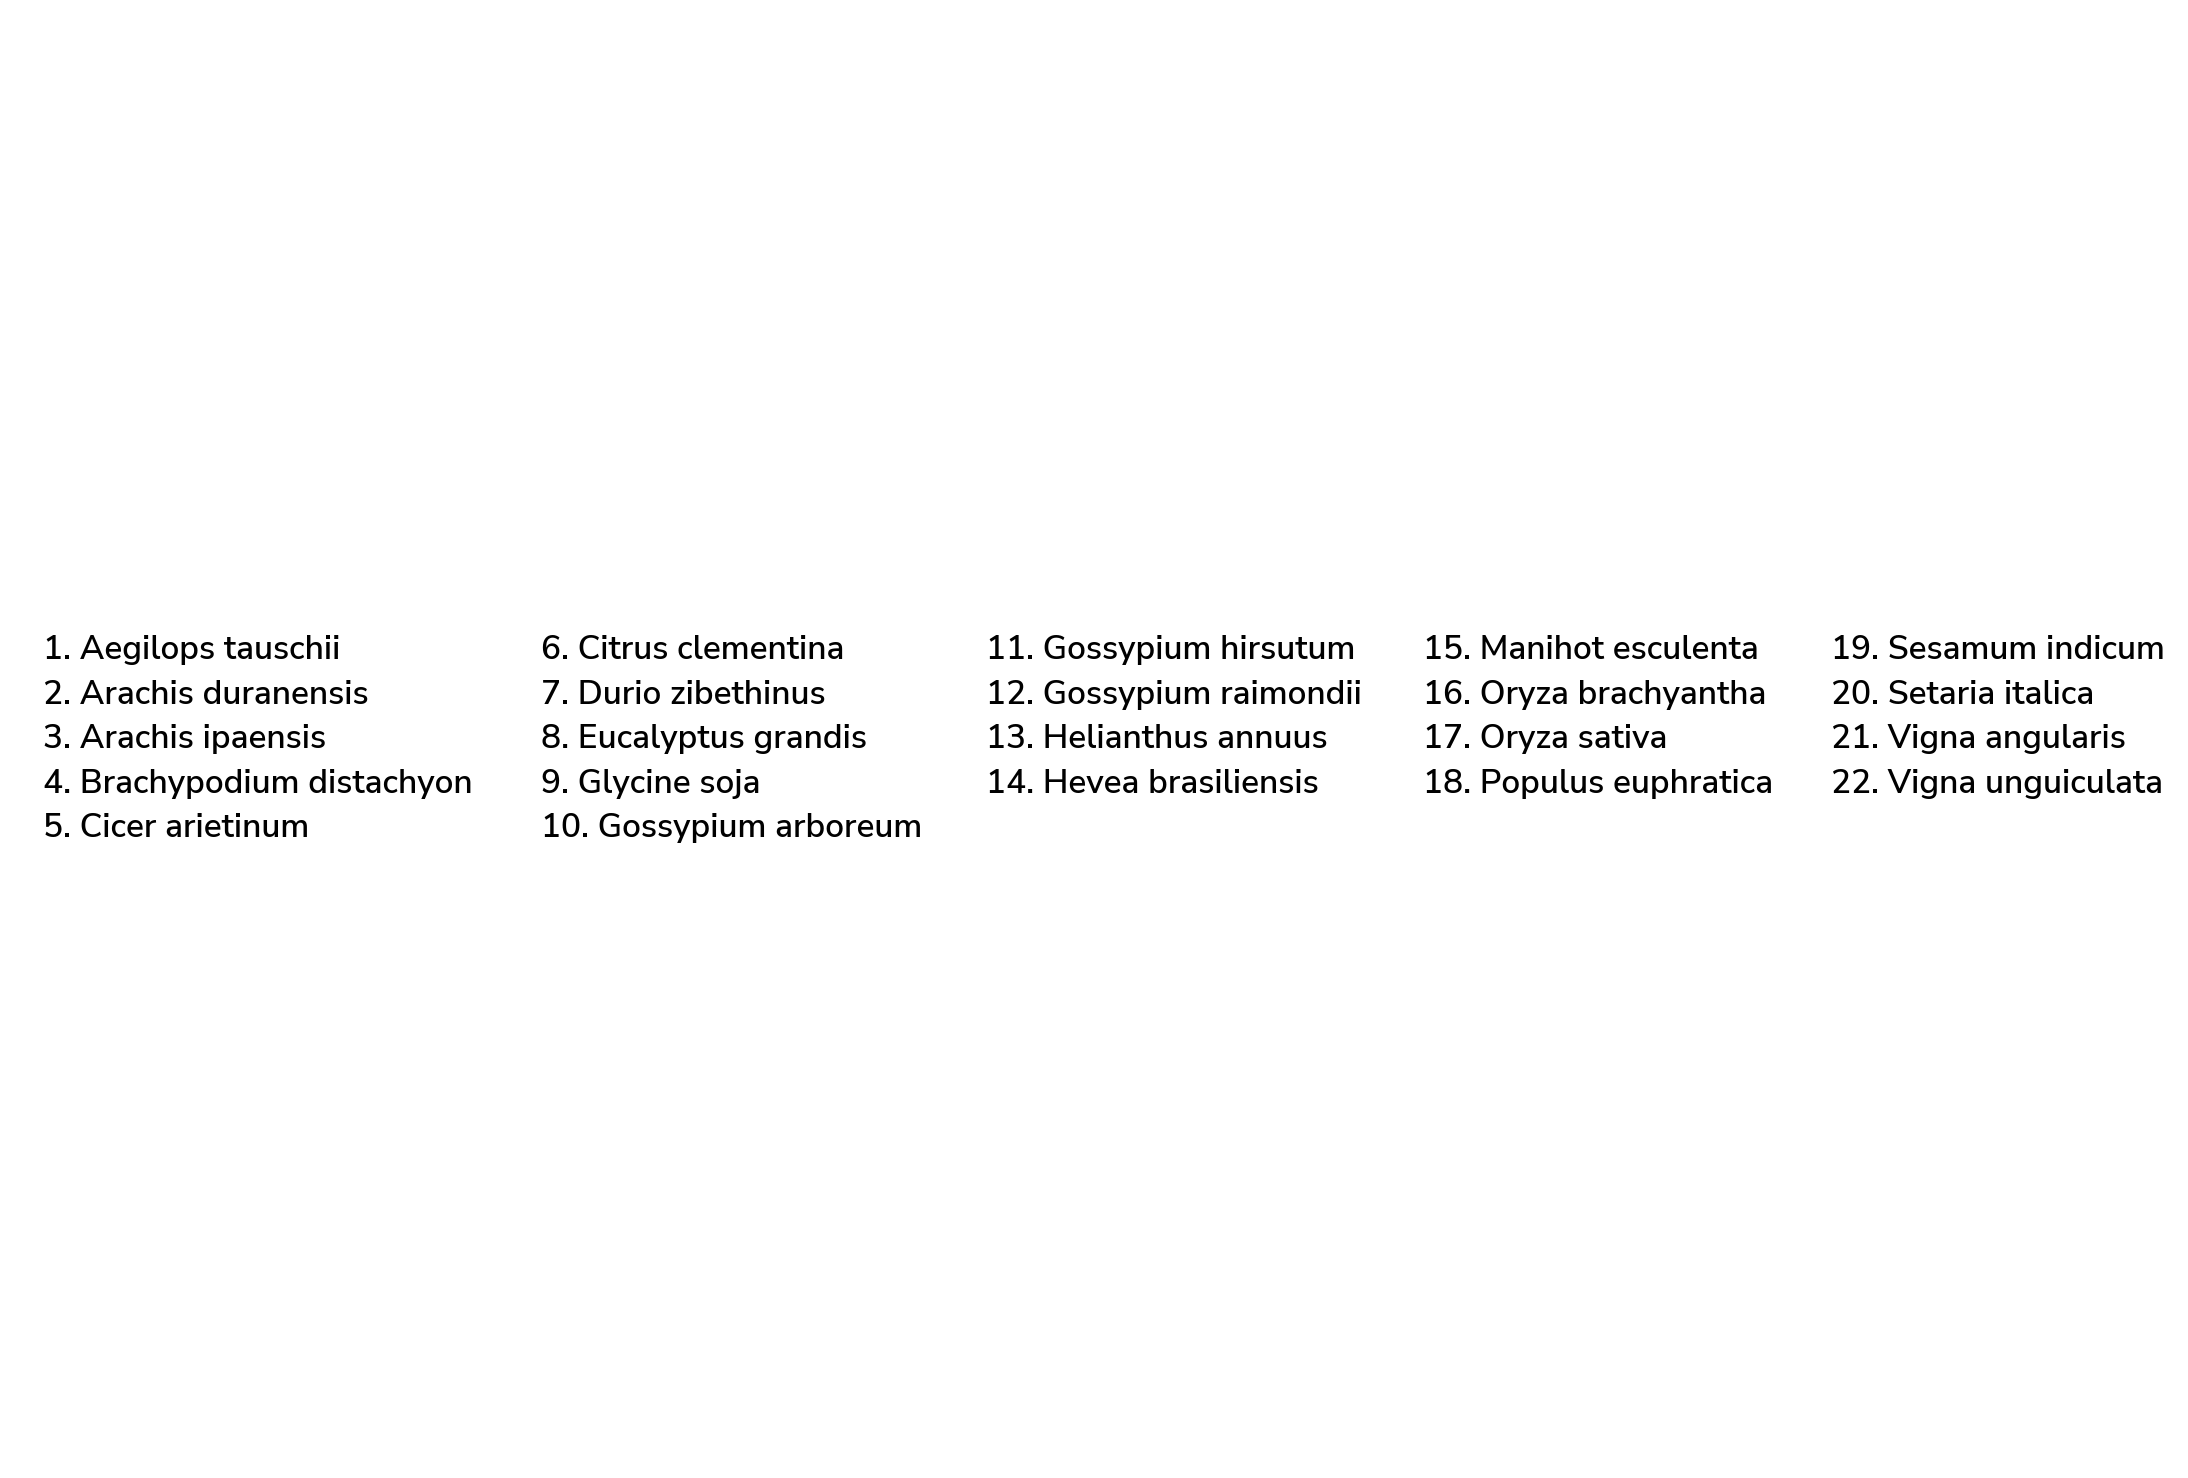 1. Aegilops tauschii
2. Arachis duranensis
3. Arachis ipaensis
4. Brachypodium distachyon
5. Cicer arietinum
6. Citrus clementina
7. Durio zibethinus
8. Eucalyptus grandis
9. Glycine soja
10. Gossypium arboreum
11. Gossypium hirsutum
12. Gossypium raimondii
13. Helianthus annuus
14. Hevea brasiliensis
15. Manihot esculenta
16. Oryza brachyantha
17. Oryza sativa
18. Populus euphratica
19. Sesamum indicum
20. Setaria italica
21. Vigna angularis
22. Vigna unguiculata